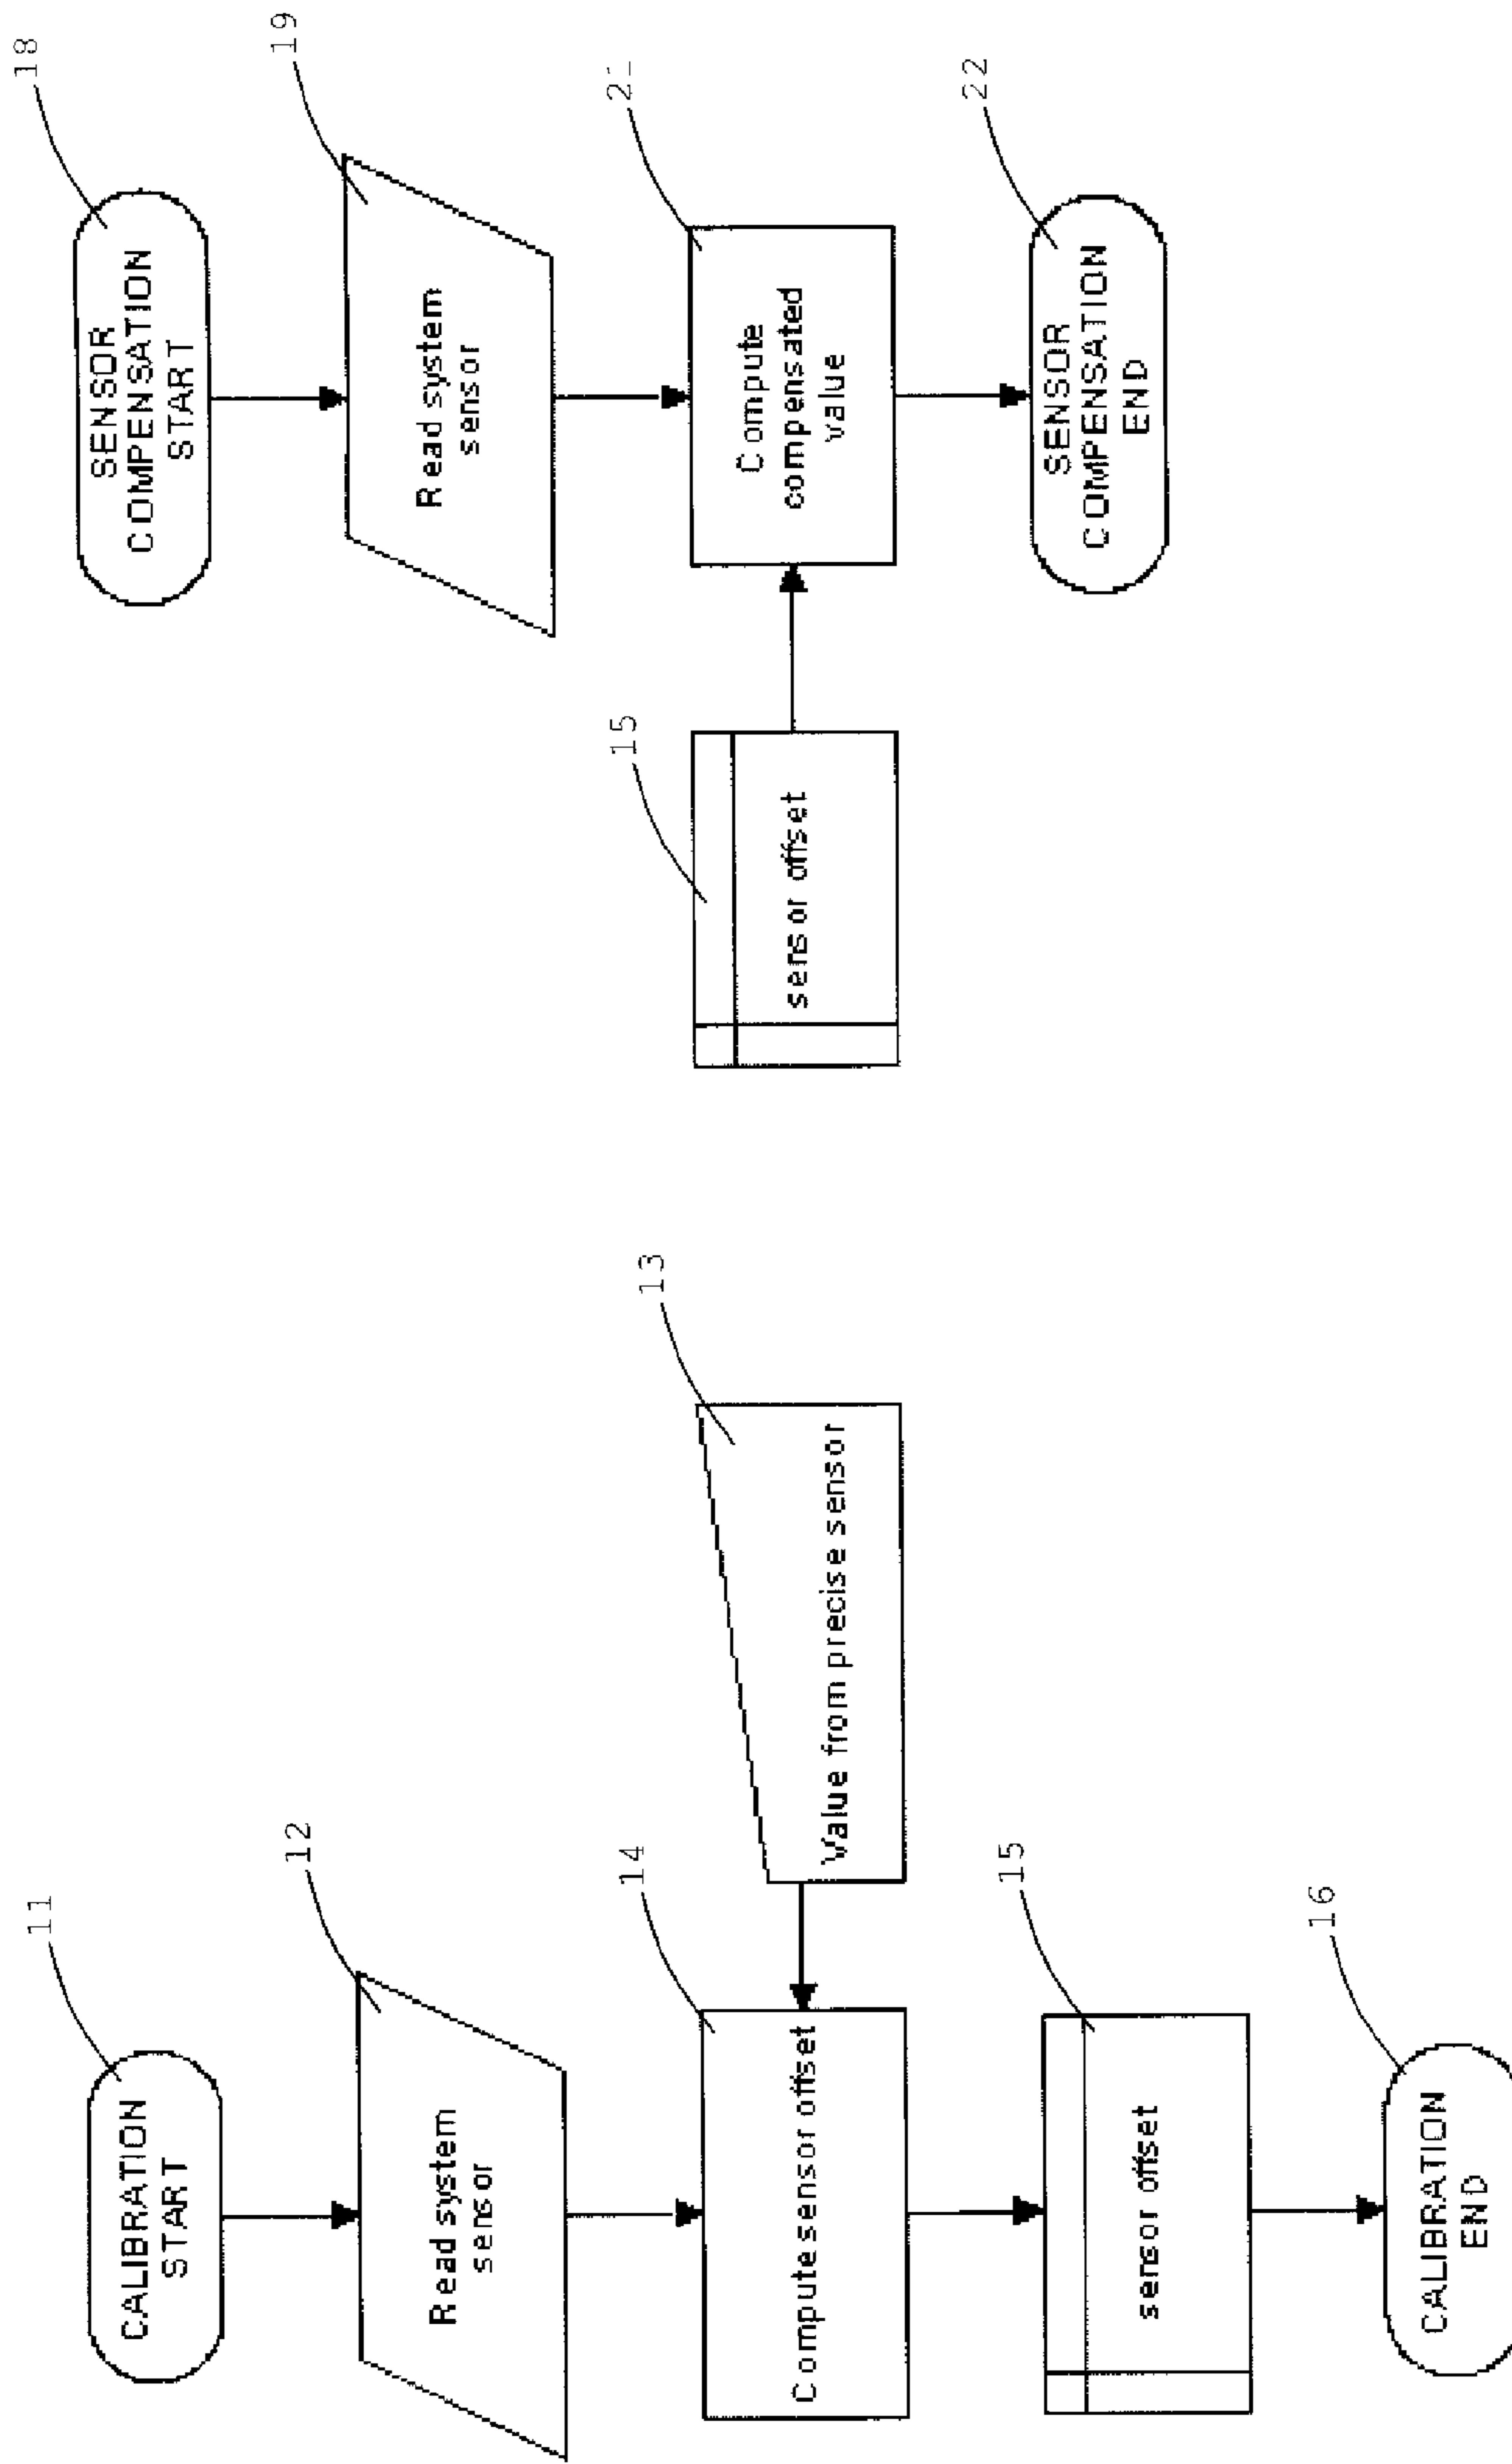 11
CALIBRATION
START
12
Read system
sensor
13
Value from precise sensor
14
Compute sensor offset
15
sensor offset
16
CALIBRATION
END
18
SENSOR
COMPENSATION
START
19
Read system
sensor
15
sensor offset
21
Compute
compensated
value
22
SENSOR
COMPENSATION
END